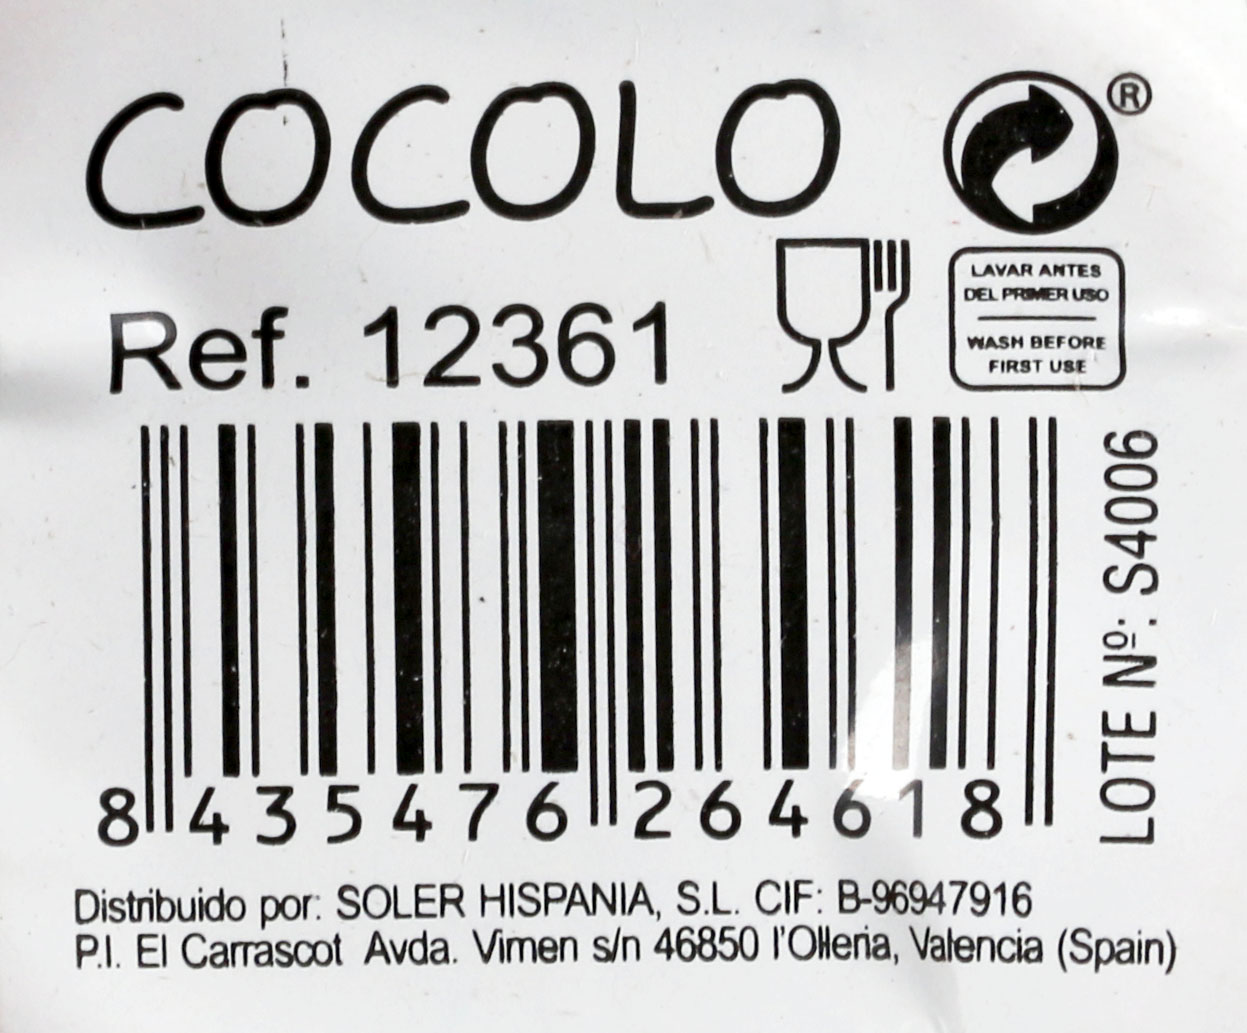 COCOLO ®
Ref. 12361
LAVAR ANTES
DEL PRIMER USO
WASH BEFORE
FIRST USE
LOTE Nº: S4006
8 435476 264618
Distribuido por: SOLER HISPANIA, S.L. CIF: B-96947916
P.I. El Carrascot Avda. Vimen s/n 46850 l'Olleria, Valencia (Spain)